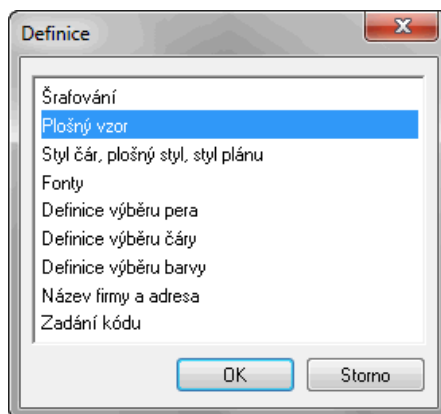 Definice
Šrafování
Plošný vzor
Styl čár, plošný styl, styl plánu
Fonty
Definice výběru pera
Definice výběru čáry
Definice výběru barvy
Název firmy a adresa
Zadání kódu
OK Storno